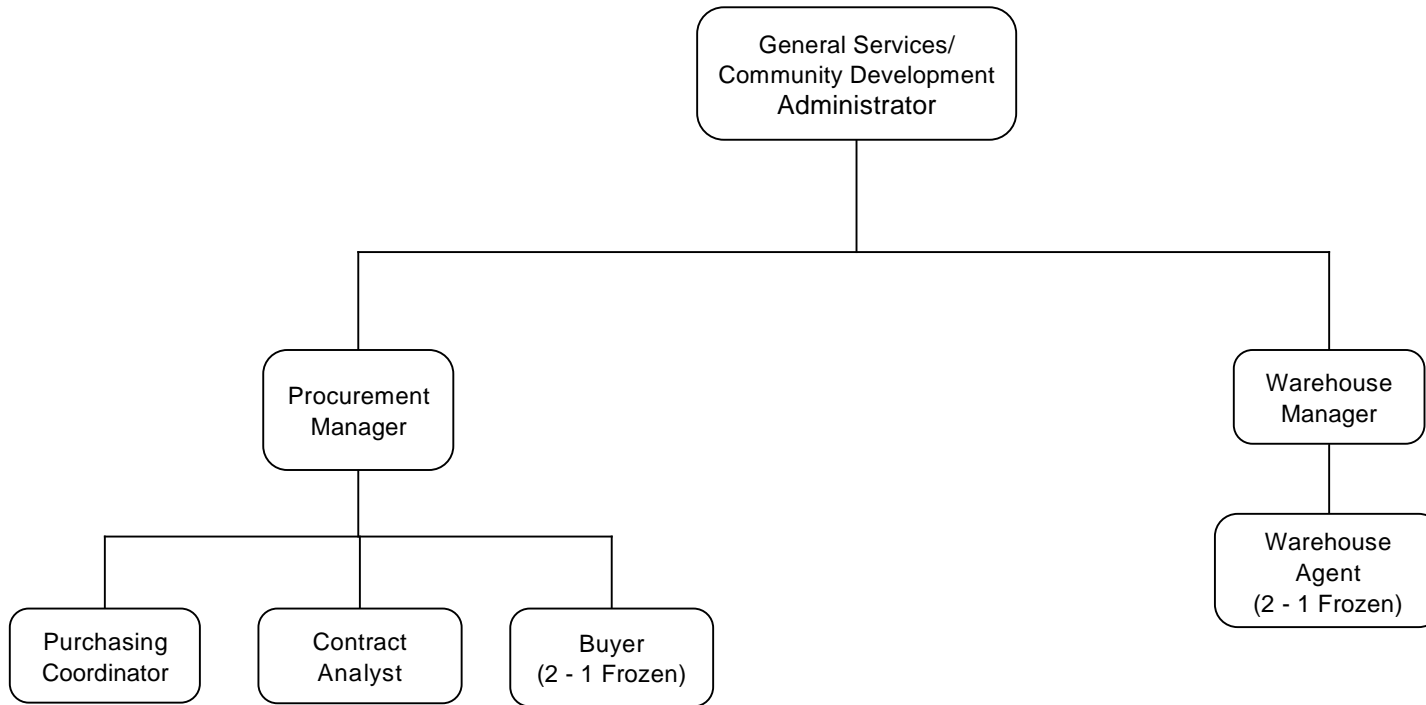 General Services/
Community Development
Administrator
Procurement
Manager
Warehouse
Manager
Purchasing
Coordinator
Contract
Analyst
Buyer
(2 - 1 Frozen)
Warehouse
Agent
(2 - 1 Frozen)